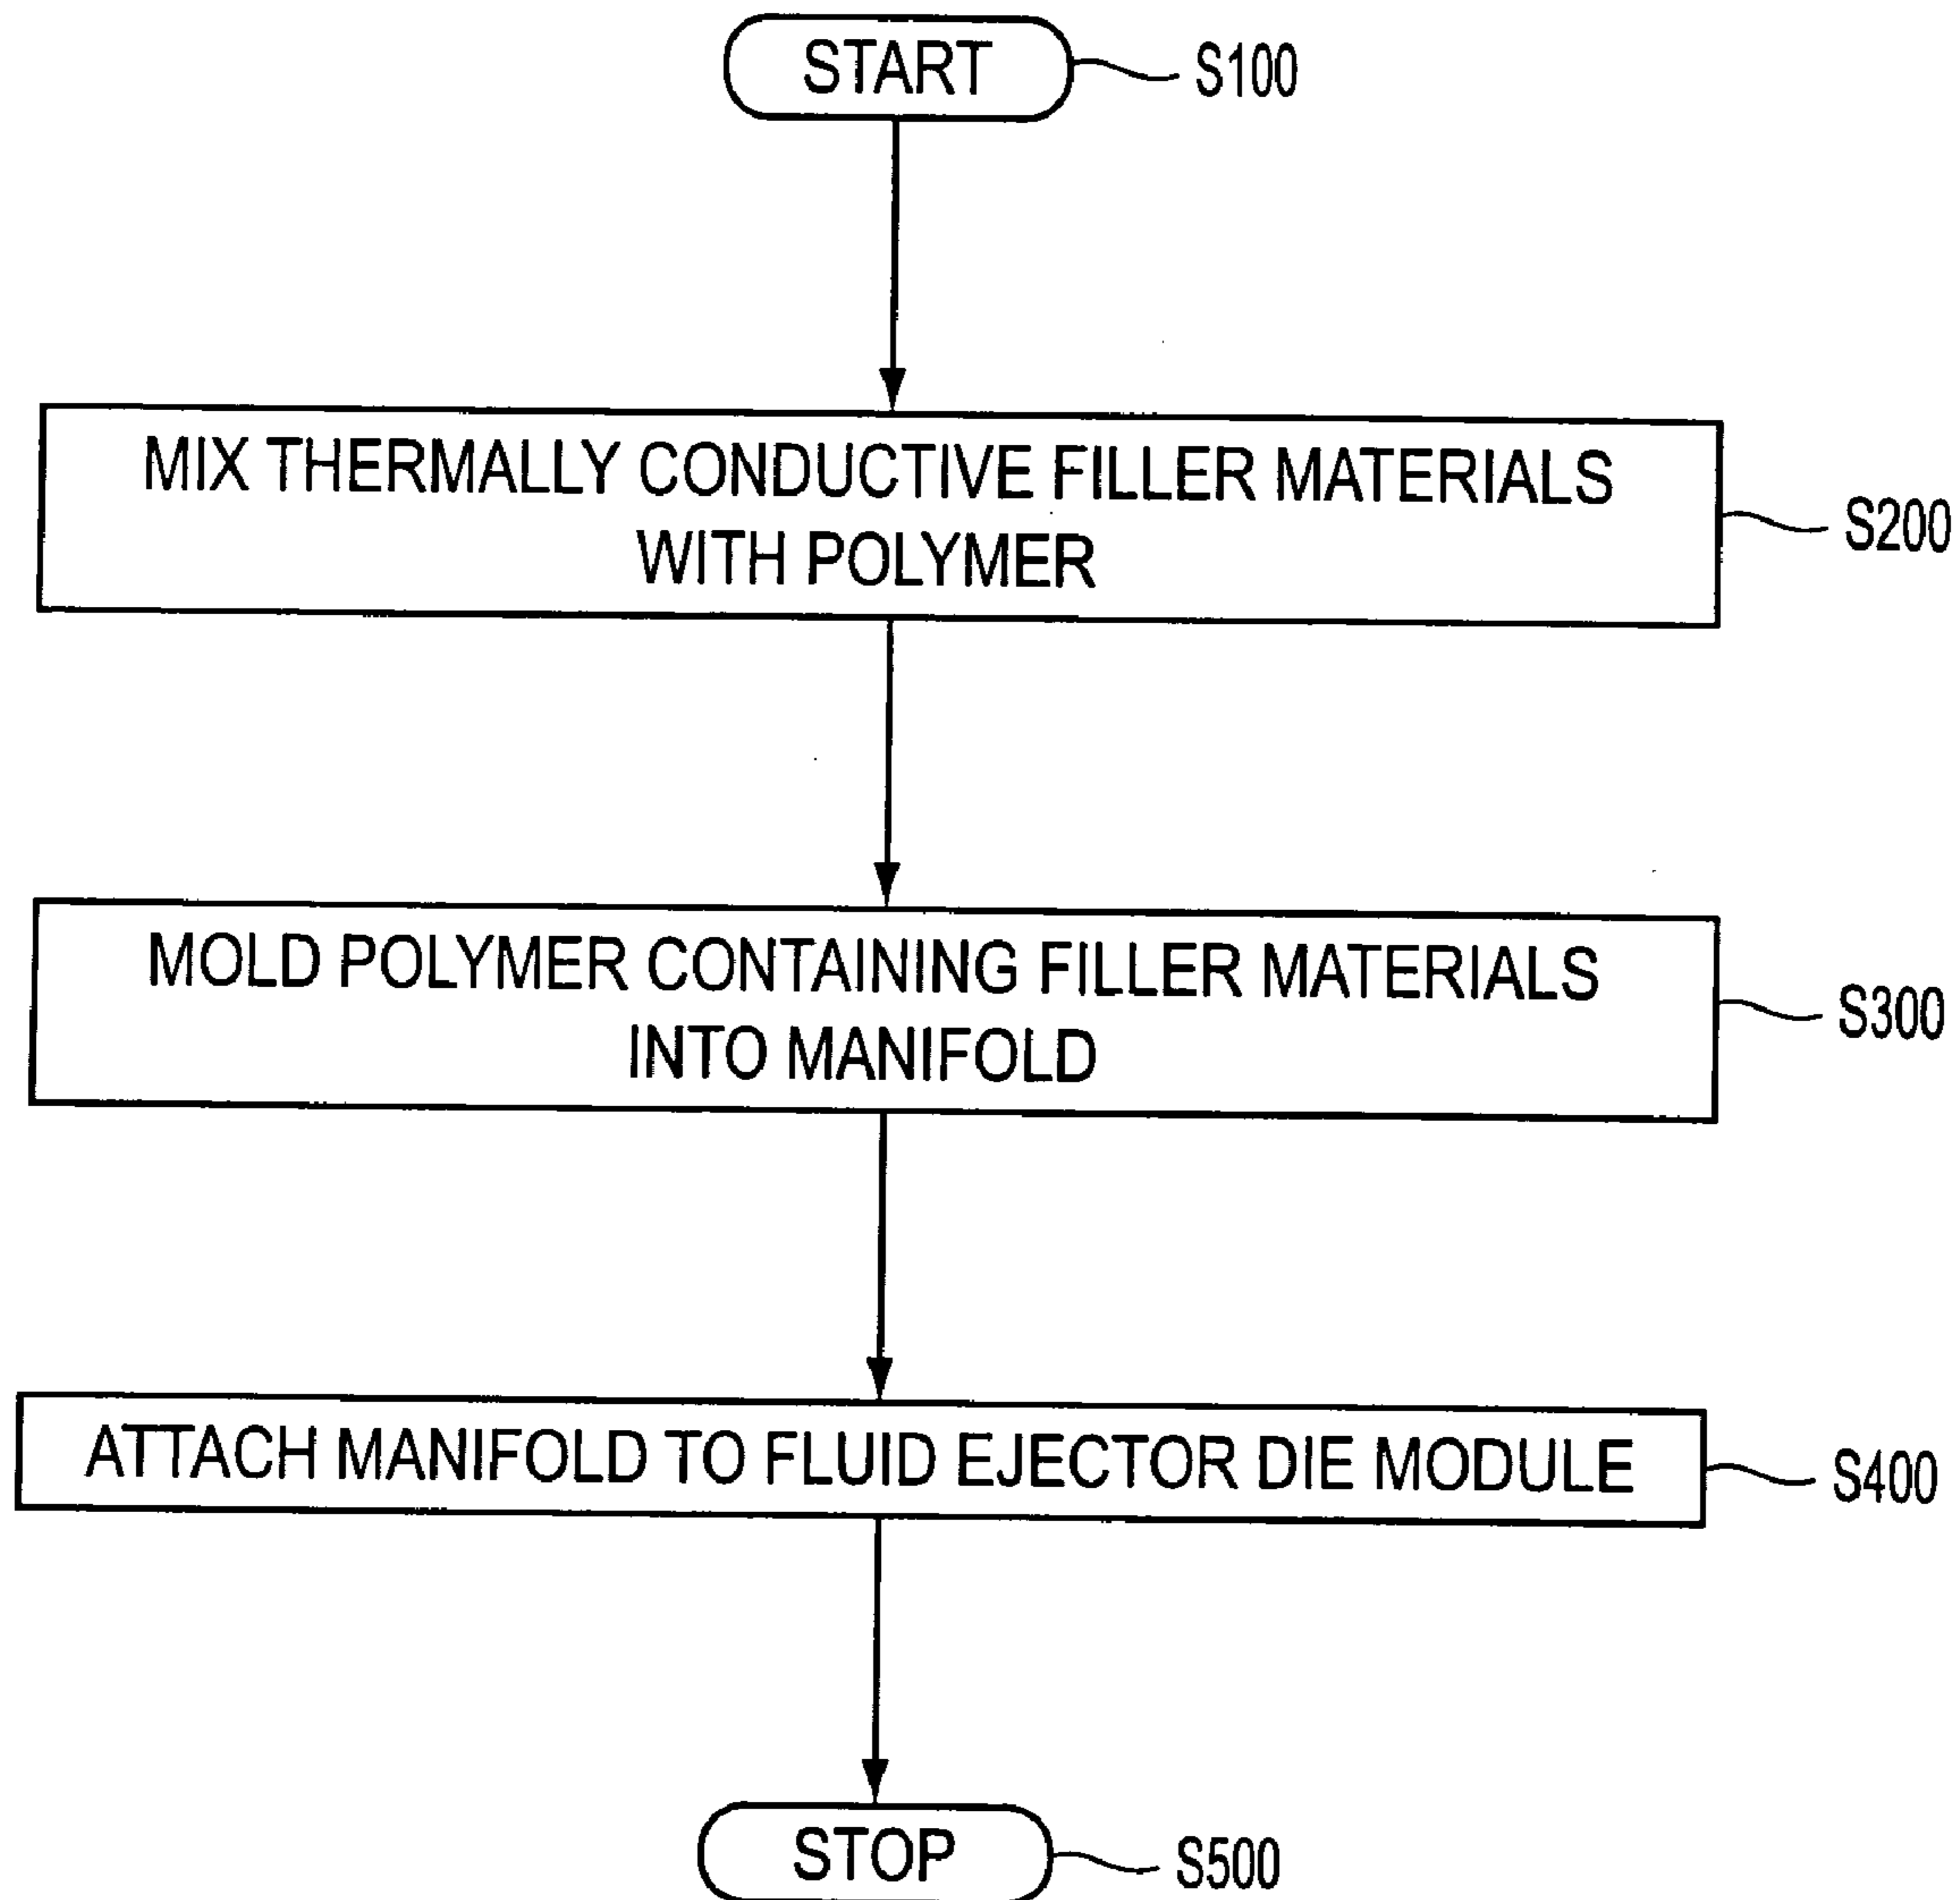 START
S100
MIX THERMALLY CONDUCTIVE FILLER MATERIALS
WITH POLYMER
S200
MOLD POLYMER CONTAINING FILLER MATERIALS
INTO MANIFOLD
S300
ATTACH MANIFOLD TO FLUID EJECTOR DIE MODULE
S400
STOP
S500